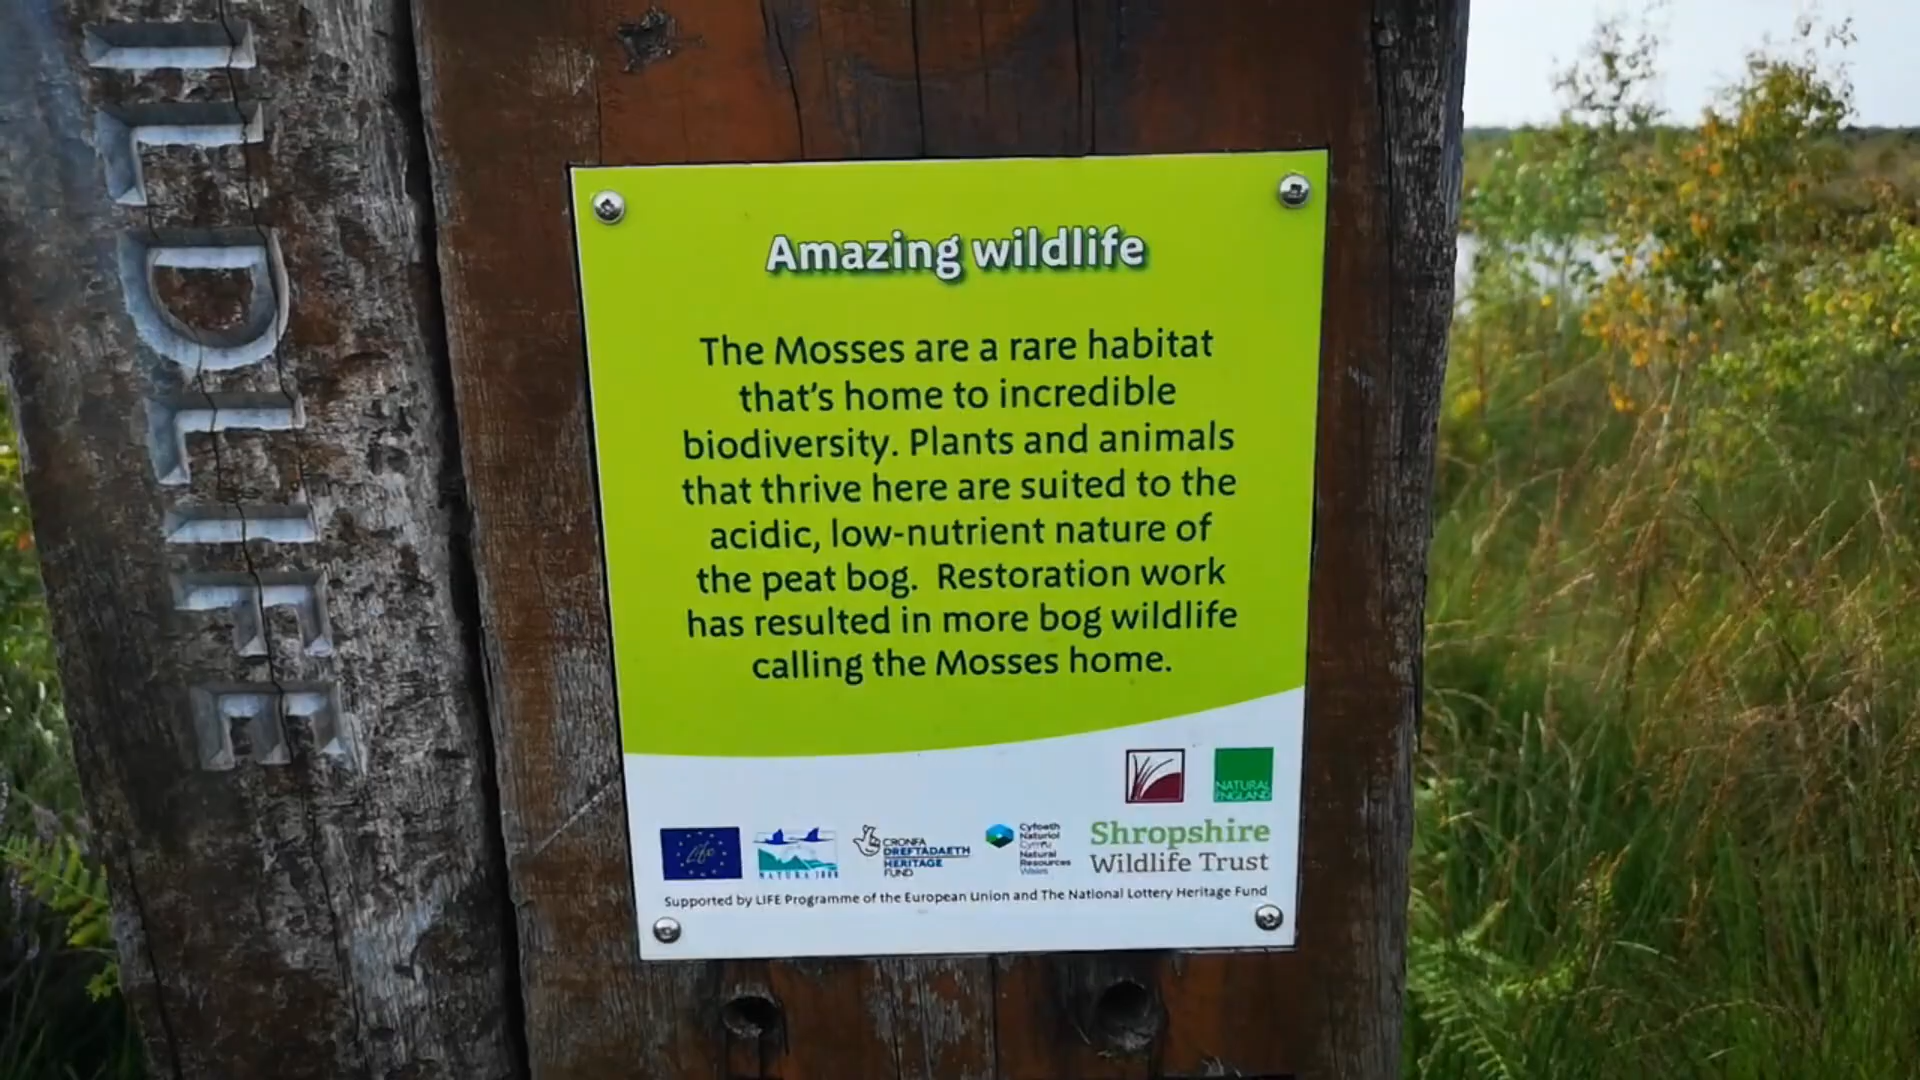 ILDLIFE
Amazing wildlife
The Mosses are a rare habitat
that's home to incredible
biodiversity. Plants and animals
that thrive here are suited to the
acidic, low-nutrient nature of
the peat bog. Restoration work
has resulted in more bog wildlife
calling the Mosses home.
NATURAL
ENGLAND
Life
NATURA 2000
CRONFA
DREFTADAETH
HERITAGE
FUND
Cyfoeth
Naturiol
Cymru
Natural
Resources
Wales
Shropshire
Wildlife Trust
Supported by LIFE Programme of the European Union and The National Lottery Heritage Fund